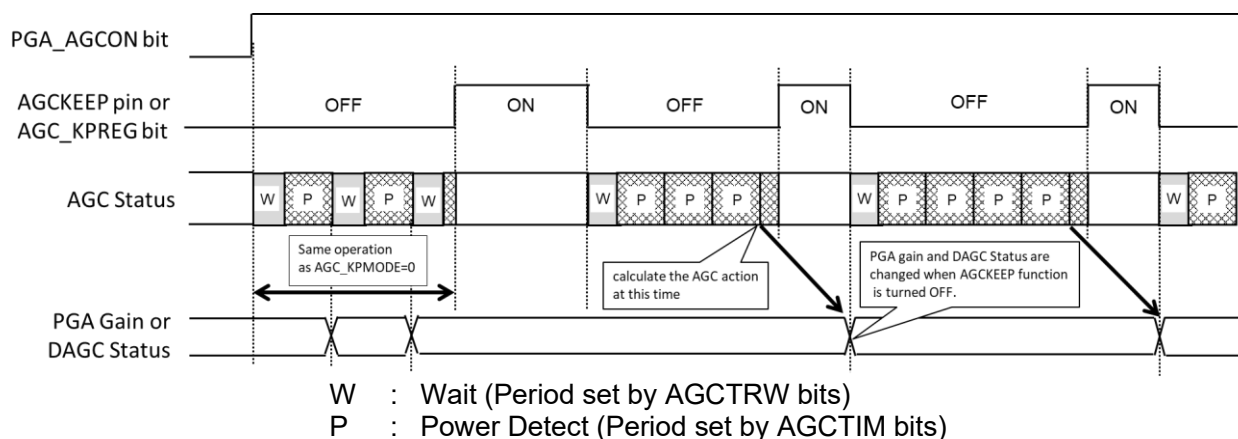 PGA_AGCON bit
AGCKEEP pin or
AGC_KPREG bit
OFF
ON
OFF
ON
OFF
ON
AGC Status
W
P
W
P
W
W
P
P
P
W
P
P
P
P
W
P
Same operation
as AGC_KPMODE=0
calculate the AGC action
at this time
PGA gain and DAGC Status are
changed when AGCKEEP function
is turned OFF.
PGA Gain or
DAGC Status
W : Wait (Period set by AGCTRW bits)
P : Power Detect (Period set by AGCTIM bits)